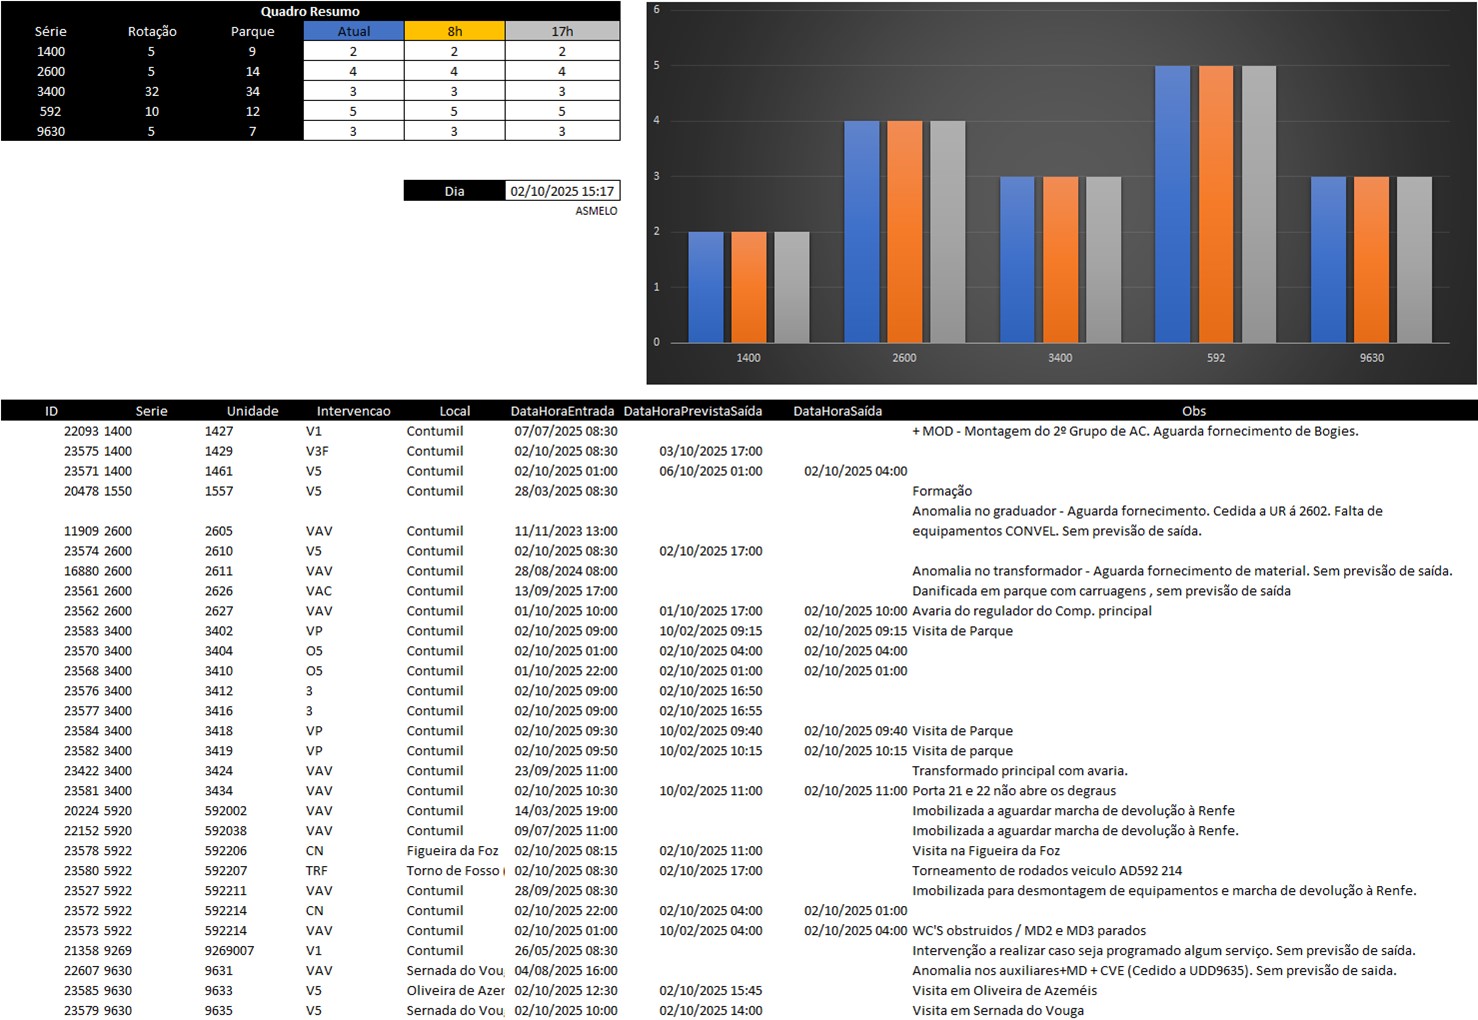 Quadro Resumo
Série Rotação Parque Atual 8h 17h
1400 5 9 2 2 2
2600 5 14 4 4 4
3400 32 34 3 3 3
592 10 12 5 5 5
9630 5 7 3 3 3
Dia 02/10/2025 15:17
ASMELO
6
5
4
3
2
1
0
1400 2600 3400 592 9630
ID Serie Unidade Intervencao Local DataHoraEntrada DataHoraPrevistaSaída DataHoraSaída Obs
22093 1400 1427 V1 Contumil 07/07/2025 08:30 + MOD - Montagem do 2º Grupo de AC. Aguarda fornecimento de Bogies.
23575 1400 1429 V3F Contumil 02/10/2025 08:30 03/10/2025 17:00
23571 1400 1461 V5 Contumil 02/10/2025 01:00 06/10/2025 01:00 02/10/2025 04:00
20478 1550 1557 V5 Contumil 28/03/2025 08:30 Formação
Anomalia no graduador - Aguarda fornecimento. Cedida a UR á 2602. Falta de
11909 2600 2605 VAV Contumil 11/11/2023 13:00 equipamentos CONVEL. Sem previsão de saída.
23574 2600 2610 V5 Contumil 02/10/2025 08:30 02/10/2025 17:00
16880 2600 2611 VAV Contumil 28/08/2024 08:00 Anomalia no transformador - Aguarda fornecimento de material. Sem previsão de saída.
23561 2600 2626 VAC Contumil 13/09/2025 17:00 Danificada em parque com carruagens , sem previsão de saída
23562 2600 2627 VAV Contumil 01/10/2025 10:00 01/10/2025 17:00 02/10/2025 10:00 Avaria do regulador do Comp. principal
23583 3400 3402 VP Contumil 02/10/2025 09:00 10/02/2025 09:15 02/10/2025 09:15 Visita de Parque
23570 3400 3404 O5 Contumil 02/10/2025 01:00 02/10/2025 04:00 02/10/2025 04:00
23568 3400 3410 O5 Contumil 01/10/2025 22:00 02/10/2025 01:00 02/10/2025 01:00
23576 3400 3412 3 Contumil 02/10/2025 09:00 02/10/2025 16:50
23577 3400 3416 3 Contumil 02/10/2025 09:00 02/10/2025 16:55
23584 3400 3418 VP Contumil 02/10/2025 09:30 10/02/2025 09:40 02/10/2025 09:40 Visita de Parque
23582 3400 3419 VP Contumil 02/10/2025 09:50 10/02/2025 10:15 02/10/2025 10:15 Visita de parque
23422 3400 3424 VAV Contumil 23/09/2025 11:00 Transformado principal com avaria.
23581 3400 3434 VAV Contumil 02/10/2025 10:30 10/02/2025 11:00 02/10/2025 11:00 Porta 21 e 22 não abre os degraus
20224 5920 592002 VAV Contumil 14/03/2025 19:00 Imobilizada a aguardar marcha de devolução à Renfe
22152 5920 592038 VAV Contumil 09/07/2025 11:00 Imobilizada a aguardar marcha de devolução à Renfe.
23578 5922 592206 CN Figueira da Foz 02/10/2025 08:15 02/10/2025 11:00 Visita na Figueira da Foz
23580 5922 592207 TRF Torno de Fosso ( 02/10/2025 08:30 02/10/2025 17:00 Torneamento de rodados veiculo AD592 214
23527 5922 592211 VAV Contumil 28/09/2025 08:30 Imobilizada para desmontagem de equipamentos e marcha de devolução à Renfe.
23572 5922 592214 CN Contumil 02/10/2025 22:00 02/10/2025 04:00 02/10/2025 01:00
23573 5922 592214 VAV Contumil 02/10/2025 01:00 10/02/2025 04:00 02/10/2025 04:00 WC'S obstruidos / MD2 e MD3 parados
21358 9269 9269007 V1 Contumil 26/05/2025 08:30 Intervenção a realizar caso seja programado algum serviço. Sem previsão de saída.
22607 9630 9631 VAV Sernada do Voug 04/08/2025 16:00 Anomalia nos auxiliares+MD + CVE (Cedido a UDD9635). Sem previsão de saida.
23585 9630 9633 V5 Oliveira de Azer 02/10/2025 12:30 02/10/2025 15:45 Visita em Oliveira de Azeméis
23579 9630 9635 V5 Sernada do Voug 02/10/2025 10:00 02/10/2025 14:00 Visita em Sernada do Vouga